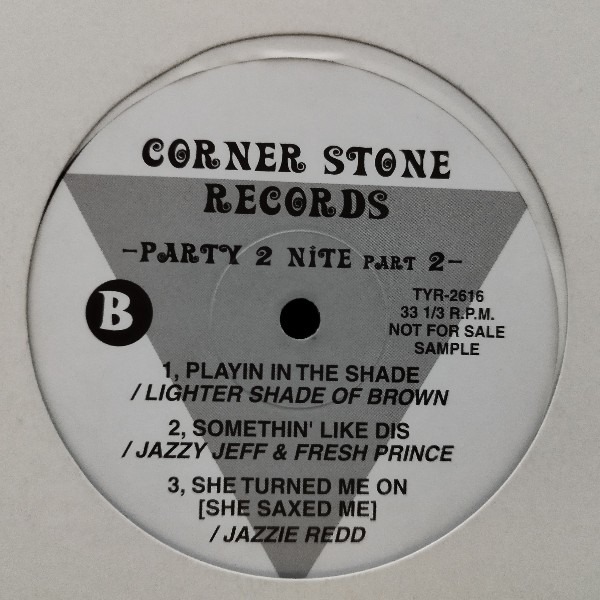 CORNER STONE
RECORDS
-PARTY 2 NiTE PART 2-
B
TYR-2616
33 1/3 R.P.M.
NOT FOR SALE
SAMPLE
1, PLAYIN IN THE SHADE
/ LIGHTER SHADE OF BROWN
2, SOMETHIN' LIKE DIS
/ JAZZY JEFF & FRESH PRINCE
3, SHE TURNED ME ON
[SHE SAXED ME]
/ JAZZIE REDD